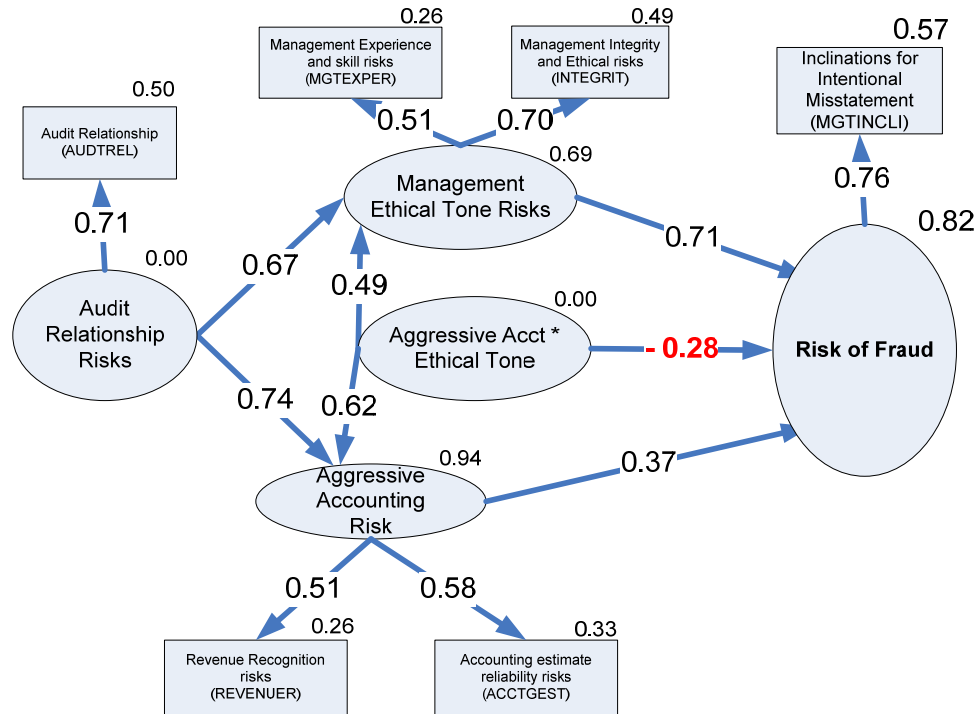 0.26
Management Experience
and skill risks
(MGTEXPER)
0.49
Management Integrity
and Ethical risks
(INTEGRIT)
0.57
Inclinations for
Intentional
Misstatement
(MGTINCLI)
0.50
Audit Relationship
(AUDTREL)
0.51
0.70
0.76
0.71
0.69
Management
Ethical Tone Risks
0.82
0.71
0.00
Audit
Relationship
Risks
0.67
0.49
0.00
Aggressive Acct *
Ethical Tone
- 0.28
Risk of Fraud
0.74
0.62
0.94
Aggressive
Accounting
Risk
0.37
0.51
0.58
0.26
Revenue Recognition
risks
(REVENUER)
0.33
Accounting estimate
reliability risks
(ACCTGEST)